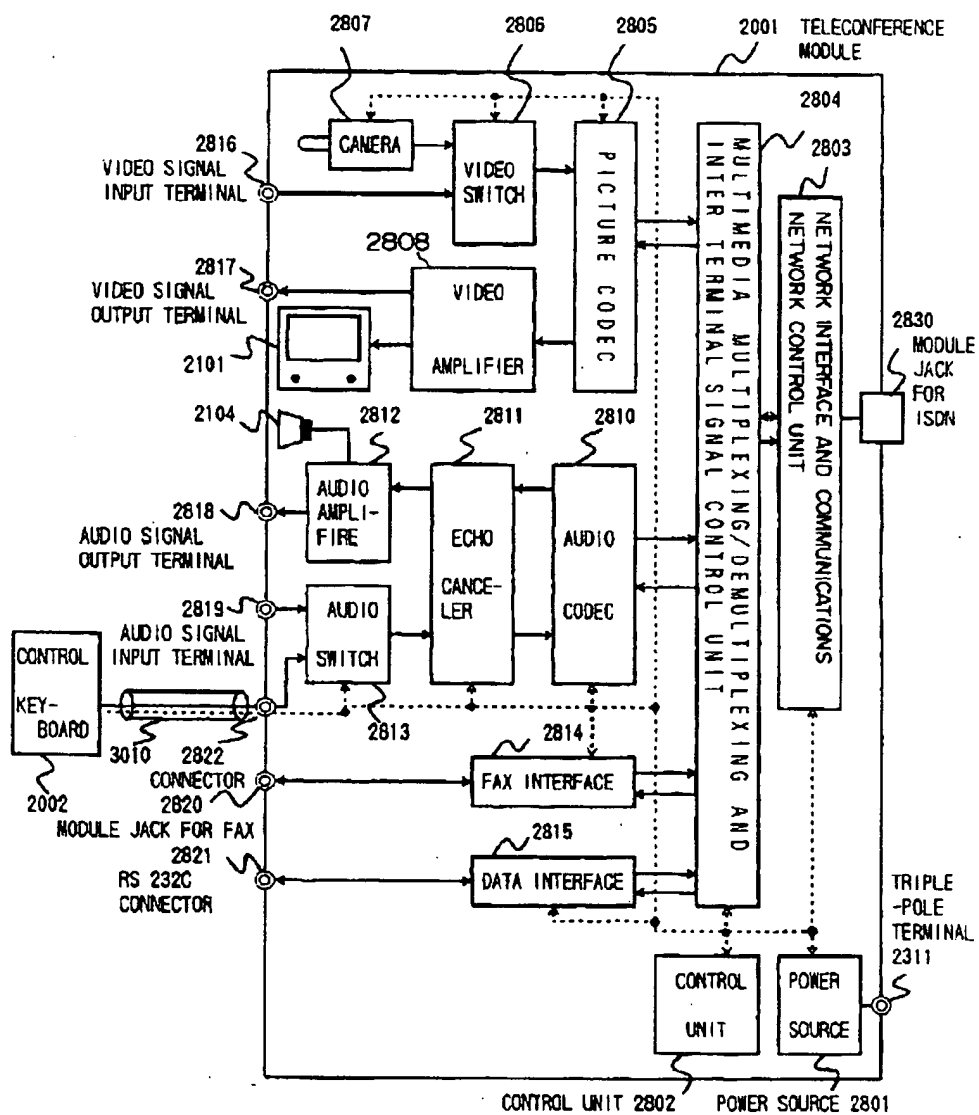 2807
2806
2805
2001 TELECONFERENCE
MODULE
2804
2816
VIDEO SIGNAL
INPUT TERMINAL
CAMERA
VIDEO
SWITCH
PICTURE CODEC
MULTIMEDIA MULTIPLEXING/DEMULTIPLEXING AND
INTER TERMINAL SIGNAL CONTROL UNIT
2803
NETWORK INTERFACE AND COMMUNICATIONS
NETWORK CONTROL UNIT
2817
VIDEO SIGNAL
OUTPUT TERMINAL
2808
VIDEO
AMPLIFIER
2101
2830
MODULE
JACK
FOR
ISDN
2104
2812
2811
2810
2818
AUDIO SIGNAL
OUTPUT TERMINAL
AUDIO
AMPLI-
FIRE
ECHO
CANCE-
LER
AUDIO
CODEC
2819
AUDIO SIGNAL
INPUT TERMINAL
AUDIO
SWITCH
CONTROL
KEY-
BOARD
3010
2822
CONNECTOR
2813
2814
FAX INTERFACE
2002
2820
MODULE JACK FOR FAX
2815
2821
RS 232C
CONNECTOR
DATA INTERFACE
TRIPLE
-POLE
TERMINAL
2311
CONTROL
UNIT
POWER
SOURCE
CONTROL UNIT 2802
POWER SOURCE 2801